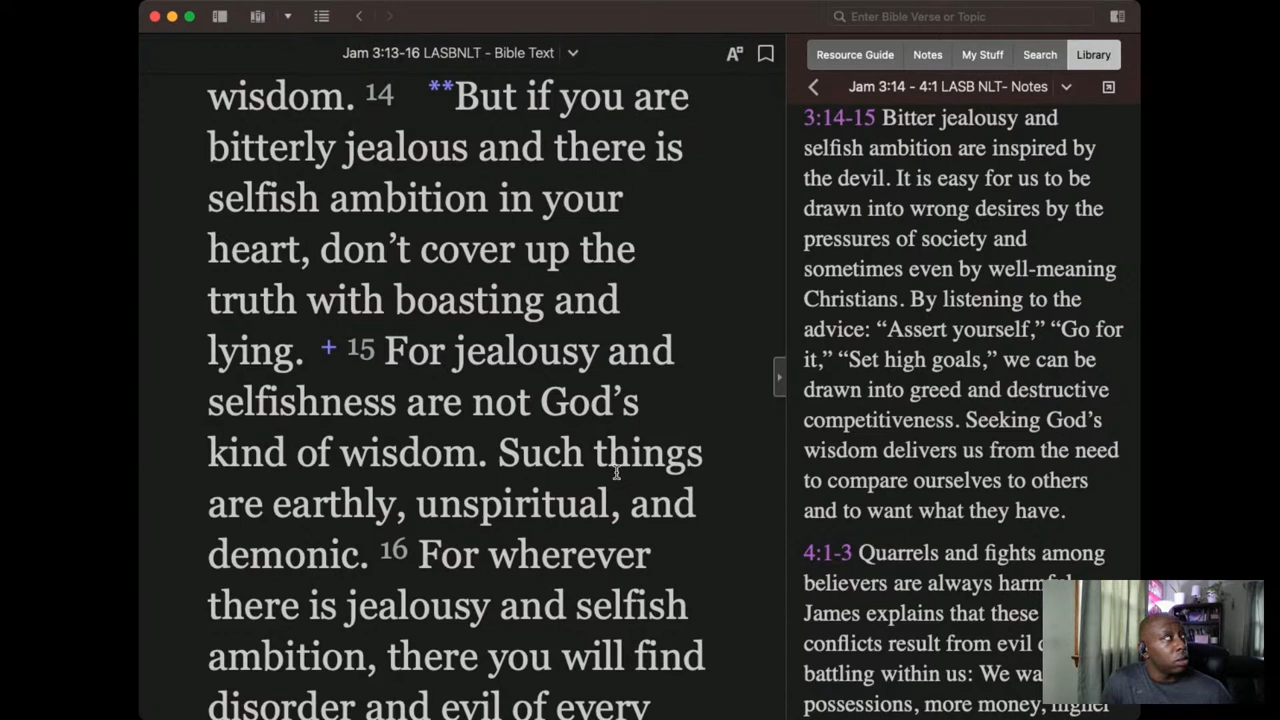 Enter Bible Verse or Topic
Jam 3:13-16 LASBNLT - Bible Text
wisdom. 14 **But if you are
bitterly jealous and there is
selfish ambition in your
heart, don’t cover up the
truth with boasting and
lying. + 15 For jealousy and
selfishness are not God’s
kind of wisdom. Such things
are earthly, unspiritual, and
demonic. 16 For wherever
there is jealousy and selfish
ambition, there you will find
disorder and evil of every
Resource Guide Notes My Stuff Search Library
Jam 3:14 - 4:1 LASB NLT- Notes
3:14-15 Bitter jealousy and
selfish ambition are inspired by
the devil. It is easy for us to be
drawn into wrong desires by the
pressures of society and
sometimes even by well-meaning
Christians. By listening to the
advice: “Assert yourself,” “Go for
it,” “Set high goals,” we can be
drawn into greed and destructive
competitiveness. Seeking God’s
wisdom delivers us from the need
to compare ourselves to others
and to want what they have.
4:1-3 Quarrels and fights among
believers are always harmf
James explains that these
conflicts result from evil
battling within us: We wa
possessions, more money, higher